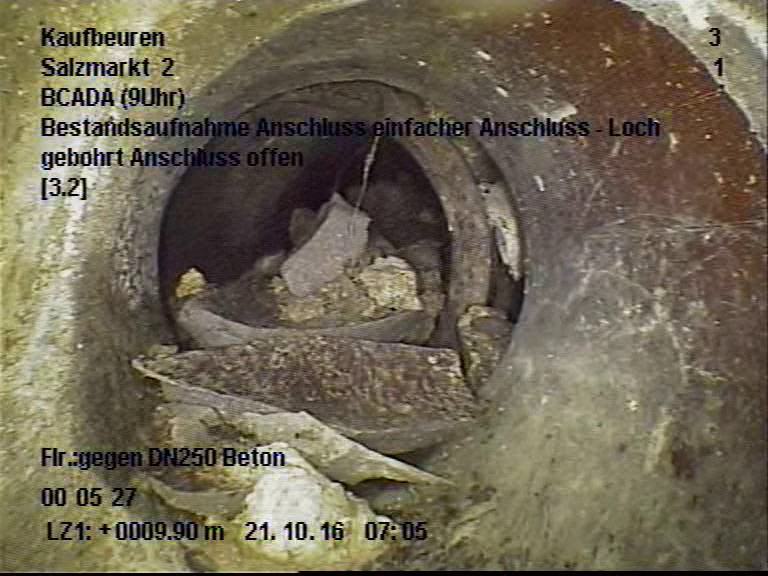 Kaufbeuren 3
Salzmarkt 2 1
BCADA (9Uhr)
Bestandsaufnahme Anschluss einfacher Anschluss - Loch
gebohrt Anschluss offen
[3.2]
Flr.:gegen DN250 Beton
00 05 27
LZ1: +0009.90 m 21. 10. 16 07:05